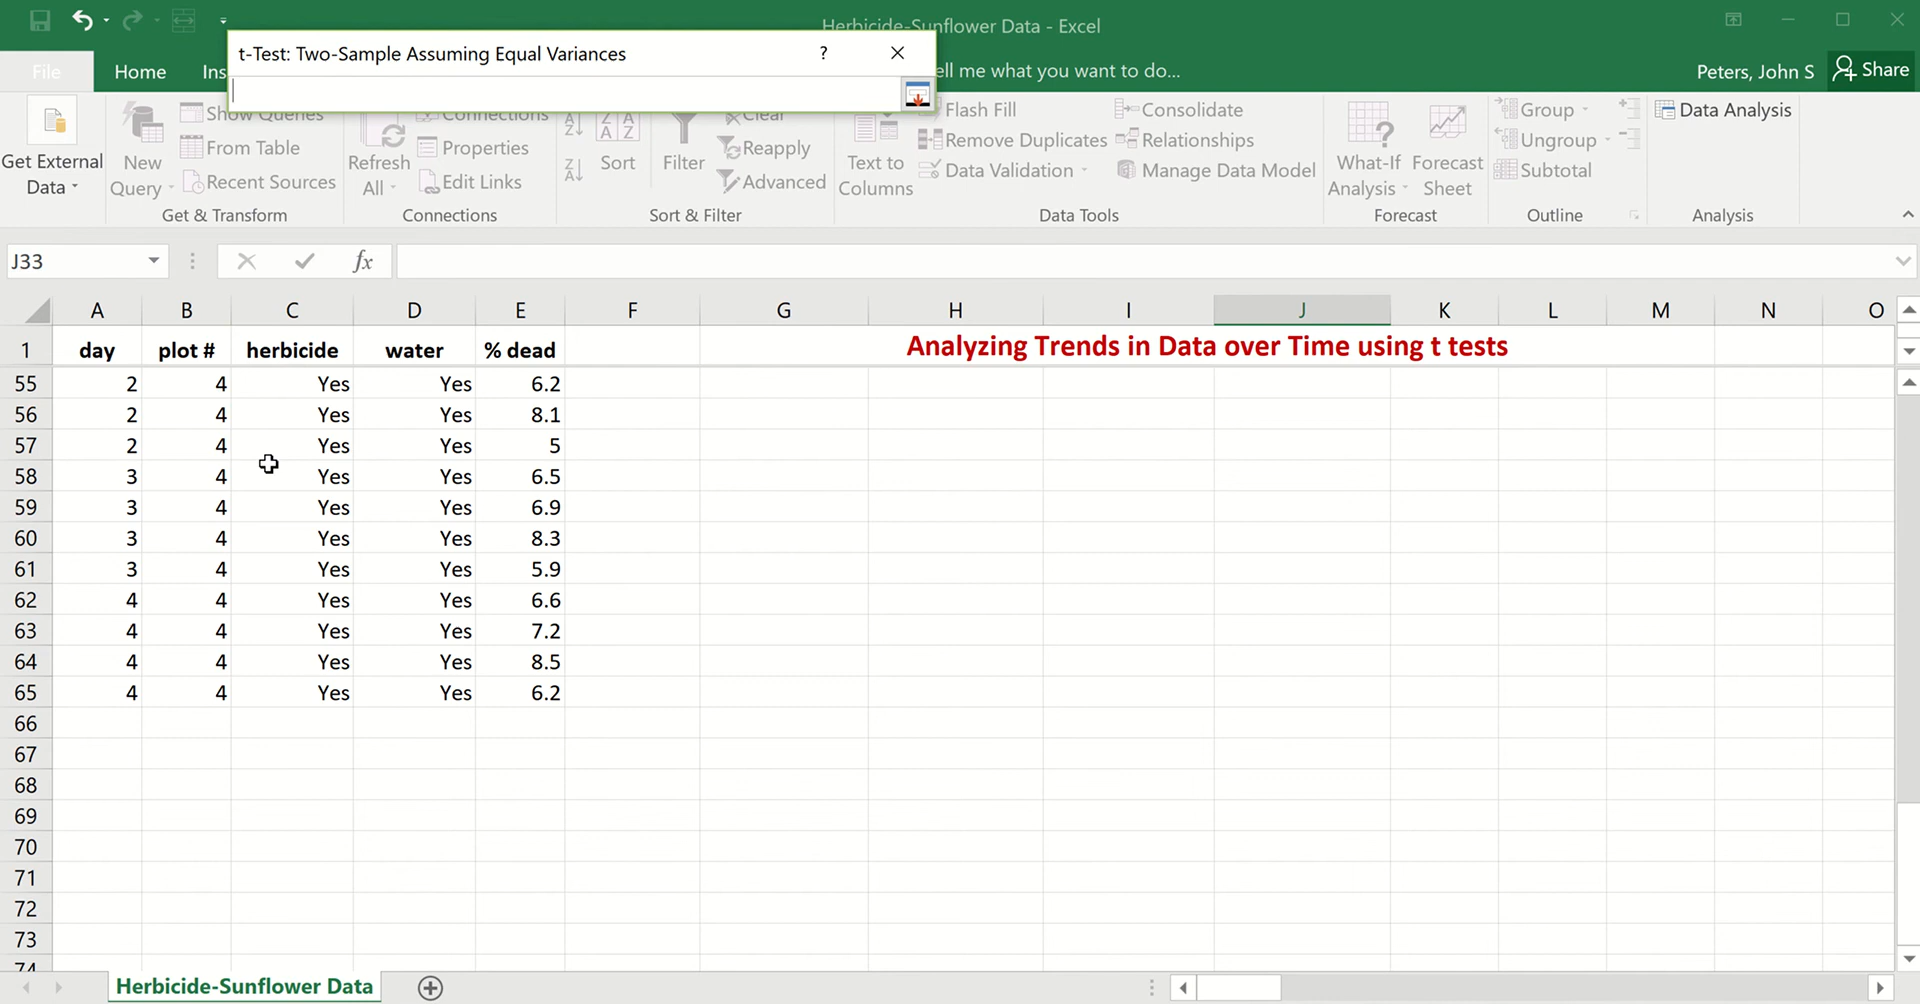 Herbicide-Sunflower Data - Excel
t-Test: Two-Sample Assuming Equal Variances ?
File Home Ins ell me what you want to do... Peters, John S Share
Get External Data
New Query
Show Queries
From Table
Recent Sources
Get & Transform
Refresh All
Connections
Properties
Edit Links
Connections
Sort
Filter
Clear
Reapply
Advanced
Sort & Filter
Text to Columns
Flash Fill
Remove Duplicates
Data Validation
Consolidate
Relationships
Manage Data Model
Data Tools
What-If Analysis
Forecast Sheet
Forecast
Group
Ungroup
Subtotal
Outline
Data Analysis
Analysis
J33 fx
A B C D E F G H I J K L M N O
1 day plot # herbicide water % dead Analyzing Trends in Data over Time using t tests
55 2 4 Yes Yes 6.2
56 2 4 Yes Yes 8.1
57 2 4 Yes Yes 5
58 3 4 Yes Yes 6.5
59 3 4 Yes Yes 6.9
60 3 4 Yes Yes 8.3
61 3 4 Yes Yes 5.9
62 4 4 Yes Yes 6.6
63 4 4 Yes Yes 7.2
64 4 4 Yes Yes 8.5
65 4 4 Yes Yes 6.2
66
67
68
69
70
71
72
73
74
Herbicide-Sunflower Data